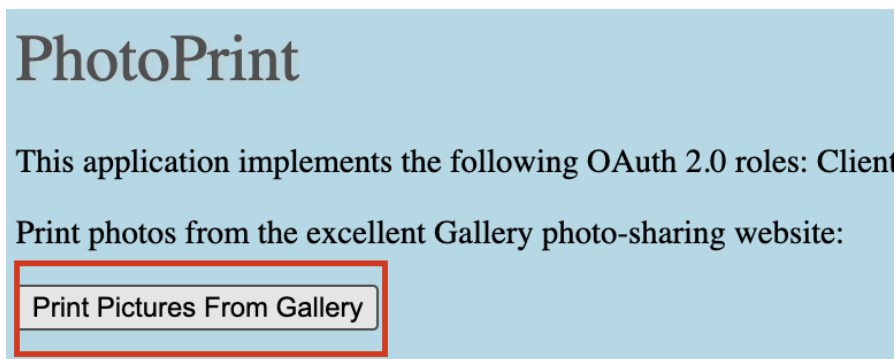 PhotoPrint
This application implements the following OAuth 2.0 roles: Client
Print photos from the excellent Gallery photo-sharing website:
Print Pictures From Gallery